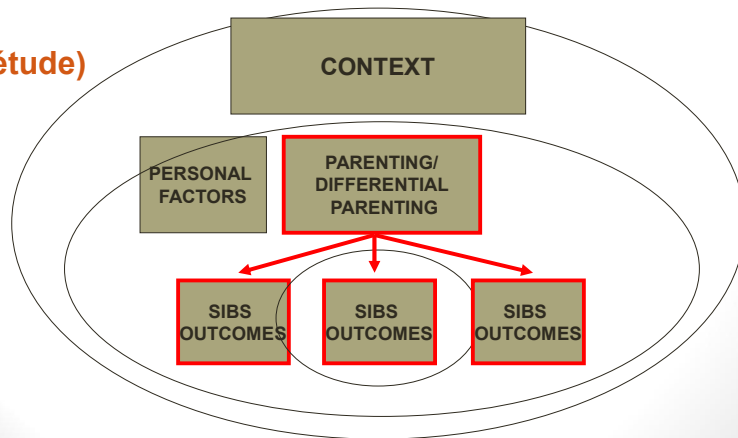 étude)
CONTEXT
PERSONAL
FACTORS
PARENTING/
DIFFERENTIAL
PARENTING
SIBS
OUTCOMES
SIBS
OUTCOMES
SIBS
OUTCOMES